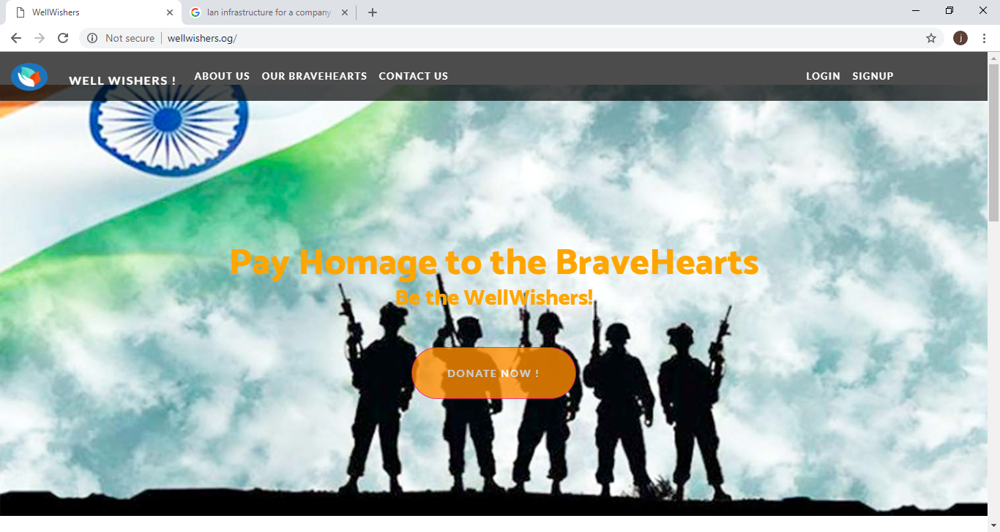 WellWishers
lan infrastructure for a company
Not secure
wellwishers.og/
j
WELL WISHERS !
ABOUT US
OUR BRAVEHEARTS
CONTACT US
LOGIN
SIGNUP
Pay Homage to the BraveHearts
Be the WellWishers!
DONATE NOW !